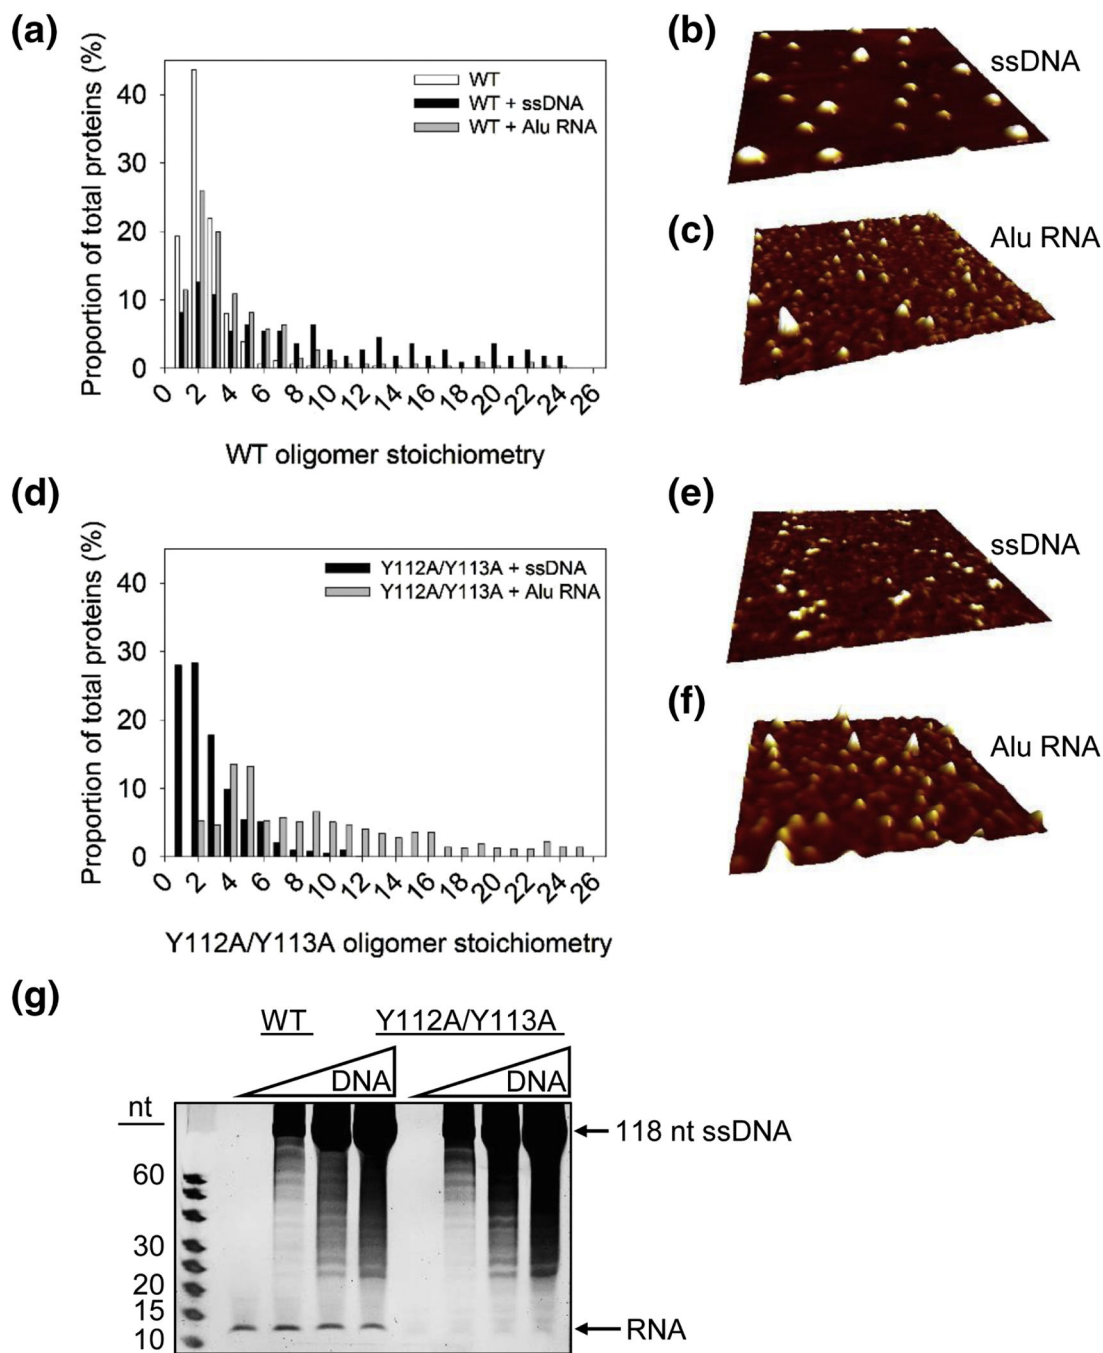 (a)
Proportion of total proteins (%)
40
30
20
10
0
WT
WT + ssDNA
WT + Alu RNA
0 2 4 6 8 10 12 14 16 18 20 22 24 26
WT oligomer stoichiometry
(b)
ssDNA
(c)
Alu RNA
(d)
Proportion of total proteins (%)
40
30
20
10
0
Y112A/Y113A + ssDNA
Y112A/Y113A + Alu RNA
0 2 4 6 8 10 12 14 16 18 20 22 24 26
Y112A/Y113A oligomer stoichiometry
(e)
ssDNA
(f)
Alu RNA
(g)
WT
Y112A/Y113A
DNA
DNA
nt
60
30
20
15
10
118 nt ssDNA
RNA